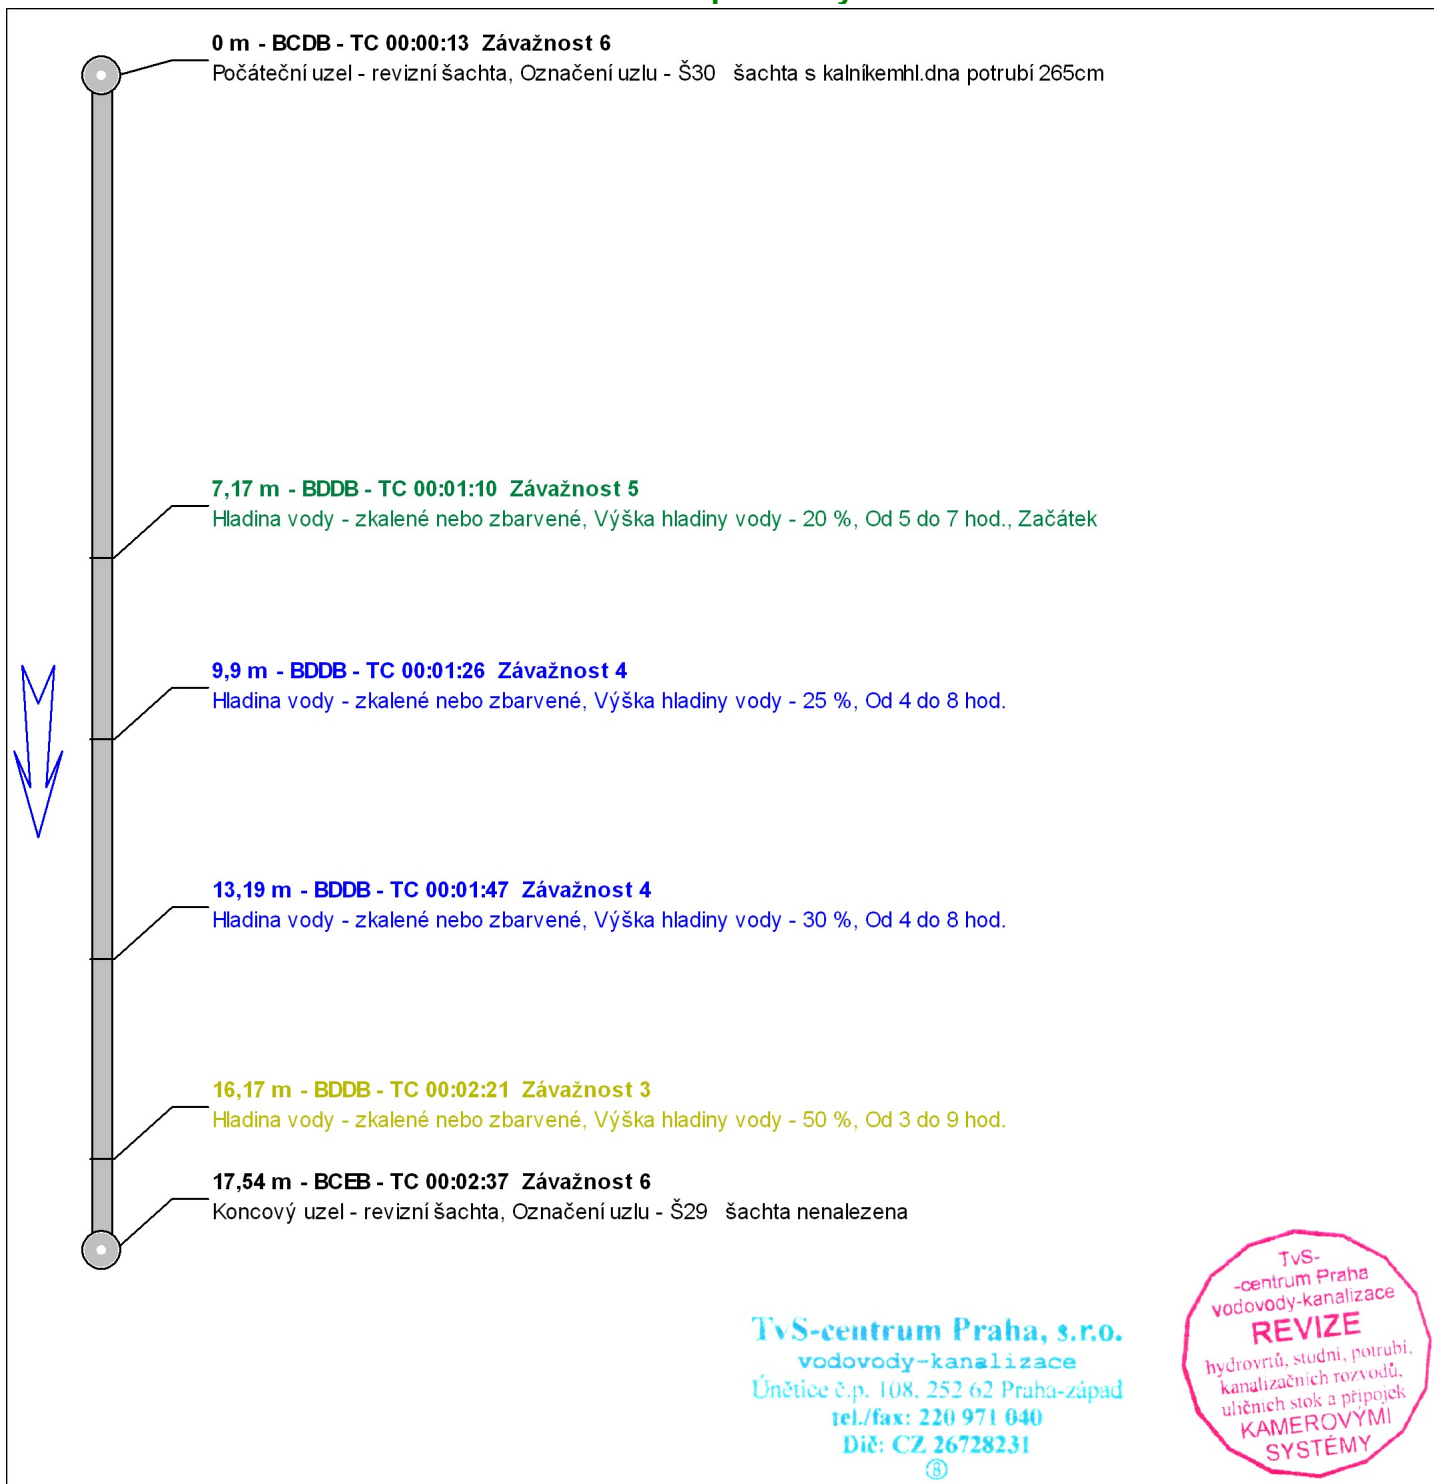 0 m - BCDB - TC 00:00:13 Závažnost 6
Počáteční uzel - revizní šachta, Označení uzlu - Š30 šachta s kalníkemhl.dna potrubí 265cm
7,17 m - BDDB - TC 00:01:10 Závažnost 5
Hladina vody - zkalené nebo zbarvené, Výška hladiny vody - 20 %, Od 5 do 7 hod., Začátek
9,9 m - BDDB - TC 00:01:26 Závažnost 4
Hladina vody - zkalené nebo zbarvené, Výška hladiny vody - 25 %, Od 4 do 8 hod.
13,19 m - BDDB - TC 00:01:47 Závažnost 4
Hladina vody - zkalené nebo zbarvené, Výška hladiny vody - 30 %, Od 4 do 8 hod.
16,17 m - BDDB - TC 00:02:21 Závažnost 3
Hladina vody - zkalené nebo zbarvené, Výška hladiny vody - 50 %, Od 3 do 9 hod.
17,54 m - BCEB - TC 00:02:37 Závažnost 6
Koncový uzel - revizní šachta, Označení uzlu - Š29 šachta nenalezena
TvS-centrum Praha, s.r.o.
vodovody-kanalizace
Únětice č.p. 108, 252 62 Praha-západ
tel./fax: 220 971 040
Dič: CZ 26728231
8
TvS-
-centrum Praha
vodovody-kanalizace
REVIZE
hydrovrtů, studní, potrubí,
kanalizačních rozvodů,
uličních stok a přípojek
KAMEROVÝMI
SYSTÉMY